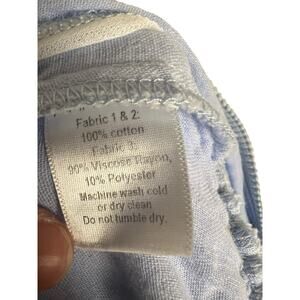 Fabric 1 & 2:
100% cotton
Fabric 3:
90% Viscose Rayon,
10% Polyester
Machine wash cold
or dry clean
Do not tumble dry.